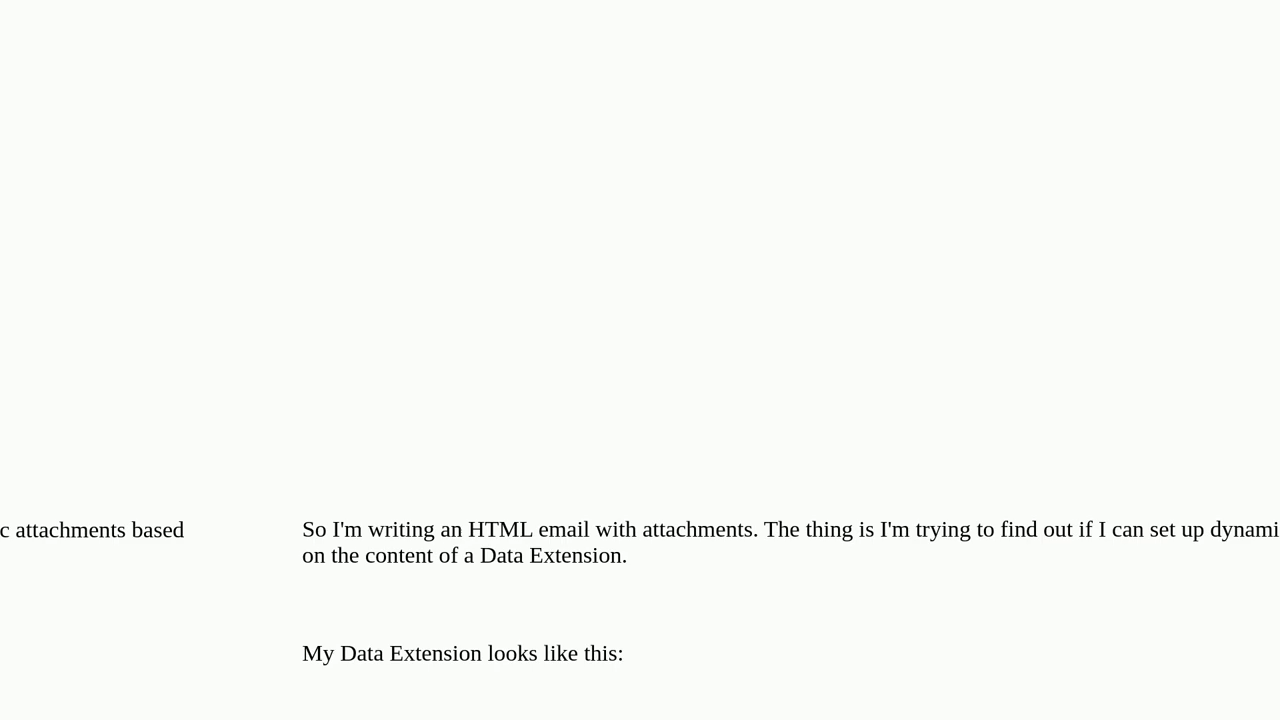 So I'm writing an HTML email with attachments. The thing is I'm trying to find out if I can set up dynamic attachments based
on the content of a Data Extension.
My Data Extension looks like this: